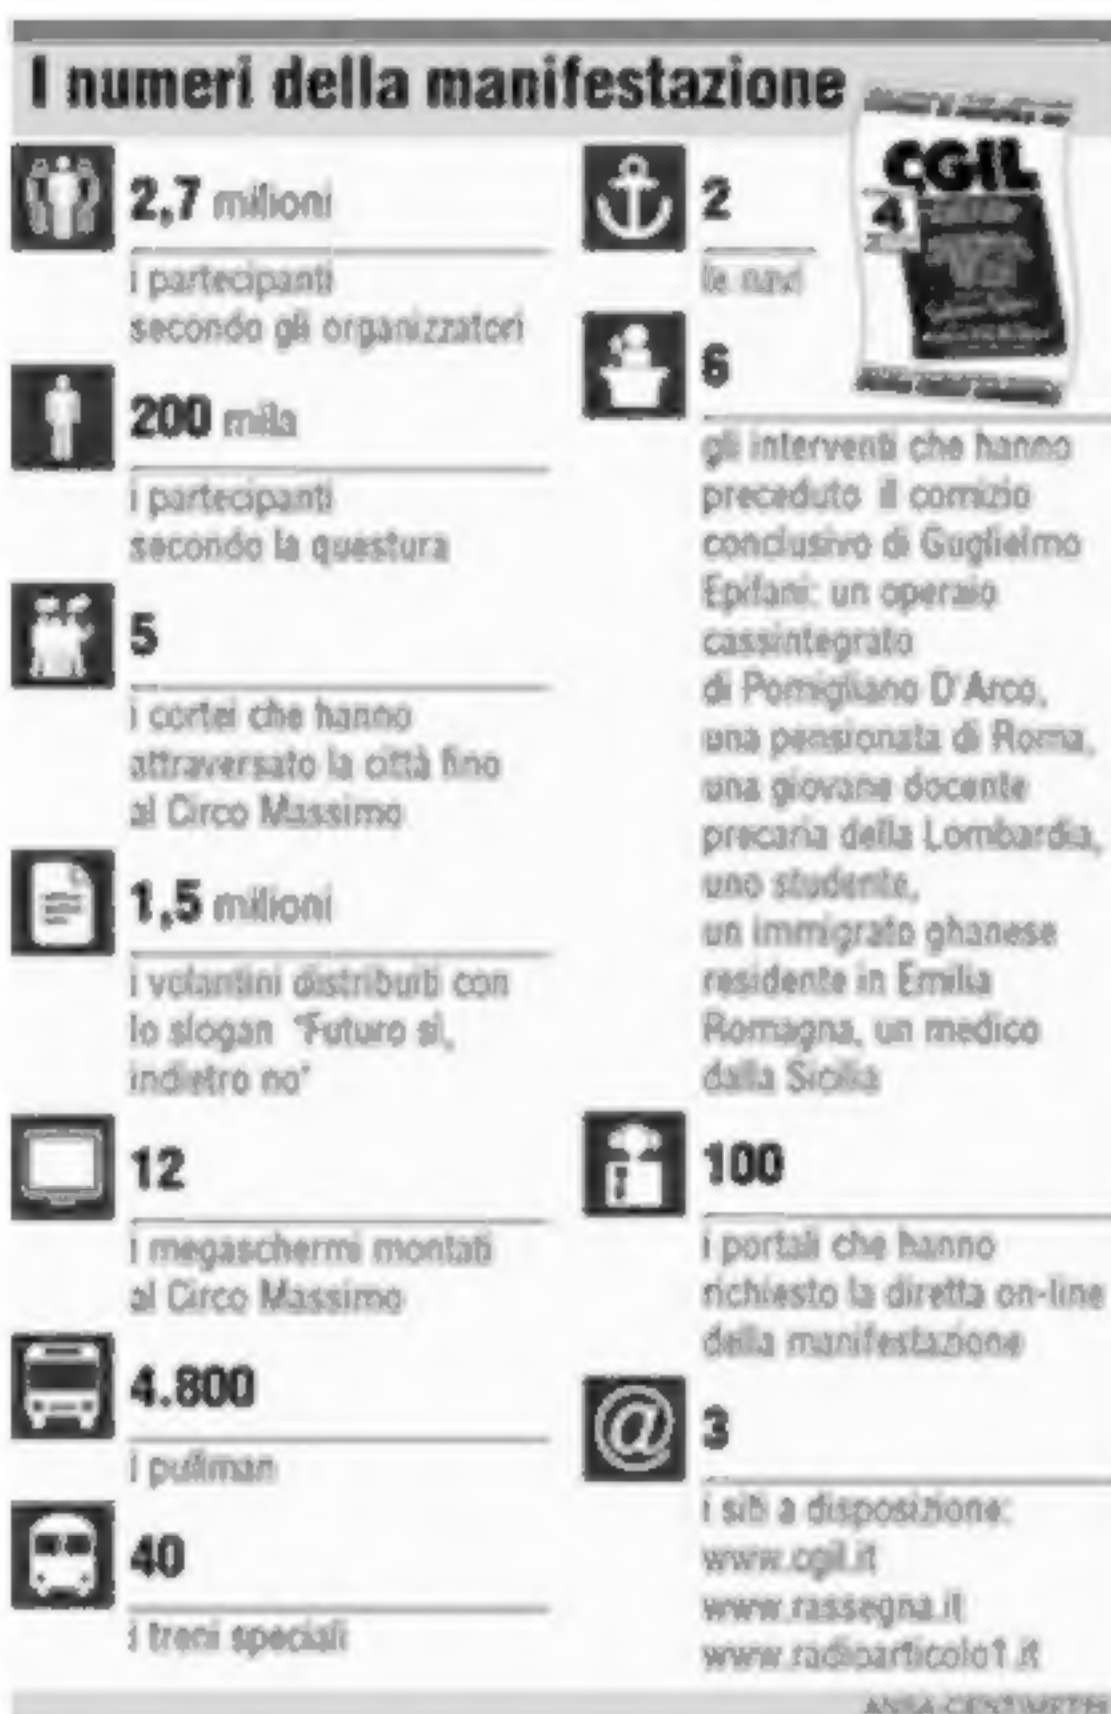 I numeri della manifestazione
2,7 milioni
i partecipanti
secondo gli organizzatori
200 mila
i partecipanti
secondo la questura
5
i cortei che hanno
attraversato la città fino
al Circo Massimo
1,5 milioni
i volantini distribuiti con
lo slogan "Futuro sì,
indietro no"
12
i megaschermi montati
al Circo Massimo
4.800
i pullman
40
i treni speciali
CGIL
4
2
le navi
6
gli interventi che hanno
preceduto il comizio
conclusivo di Guglielmo
Epifani: un operaio
cassintegrato
di Pomigliano D'Arco,
una pensionata di Roma,
una giovane docente
precaria della Lombardia,
uno studente,
un immigrato ghanese
residente in Emilia
Romagna, un medico
dalla Sicilia
100
i portali che hanno
richiesto la diretta on-line
della manifestazione
3
i siti a disposizione:
www.cgil.it
www.rassegna.it
www.radioarticolo1.it
ANSA-CENTIMETRI